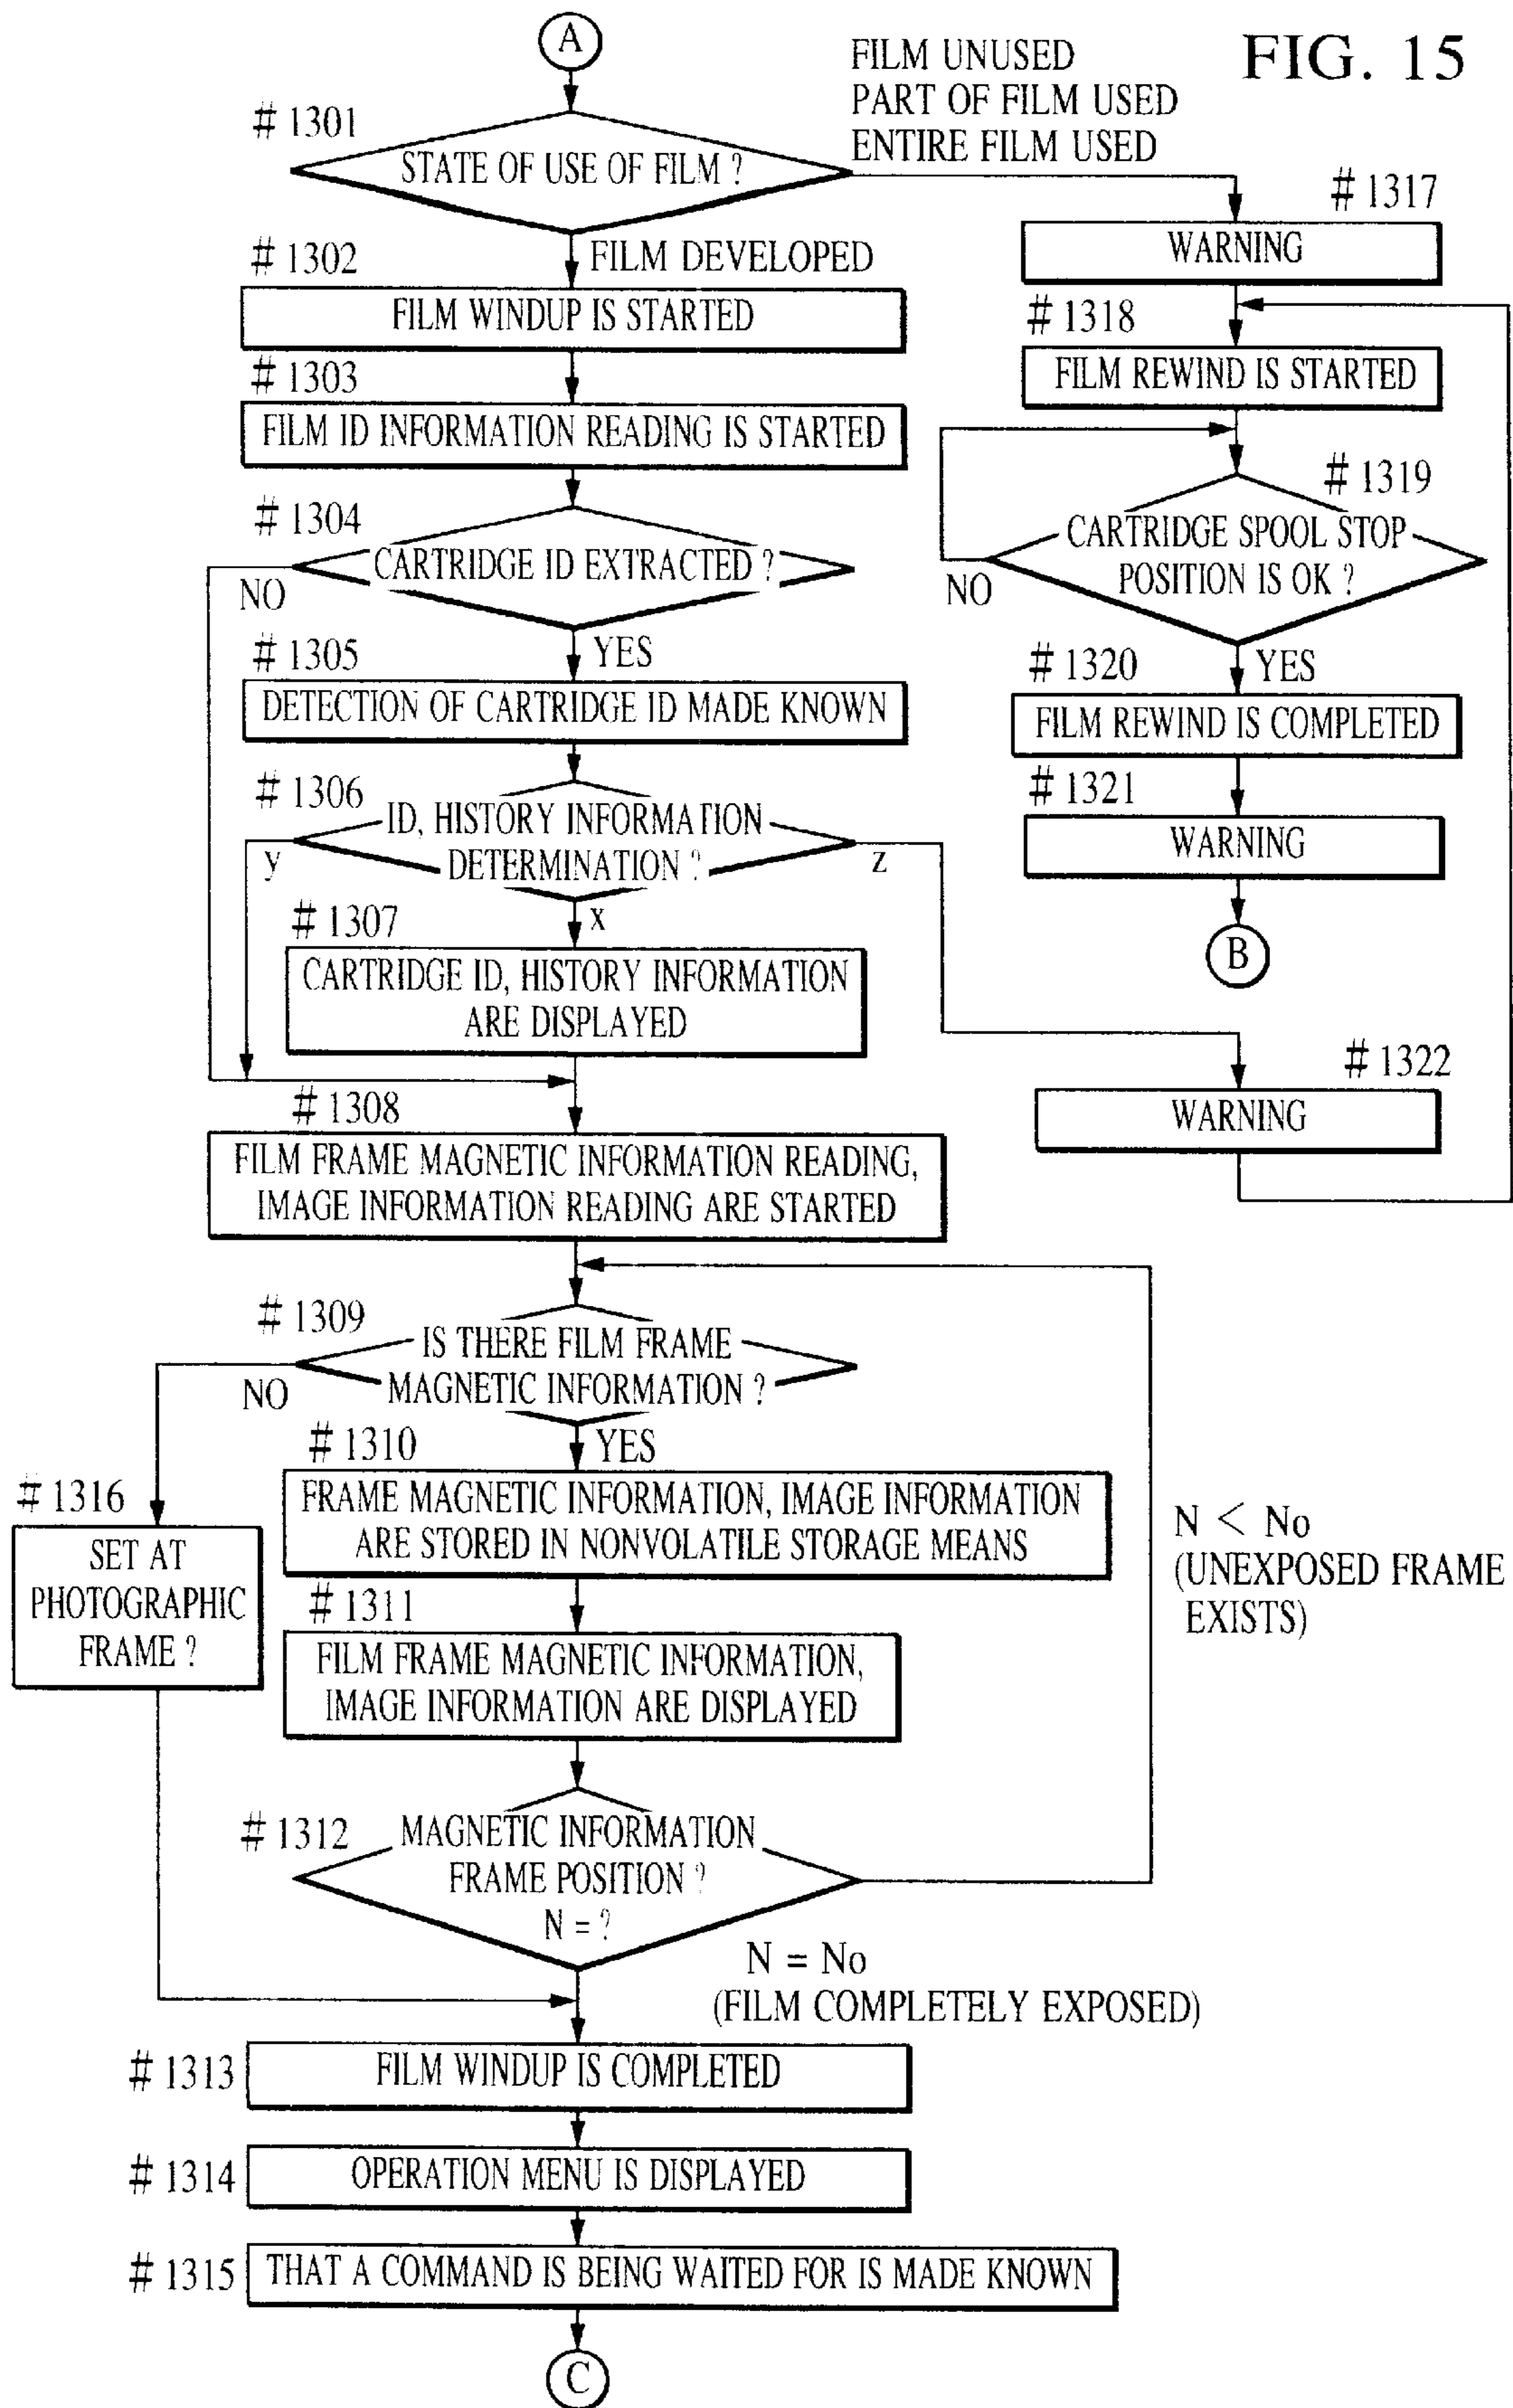 FIG. 15
A
# 1301
STATE OF USE OF FILM ?
FILM UNUSED
PART OF FILM USED
ENTIRE FILM USED
FILM DEVELOPED
# 1302
FILM WINDUP IS STARTED
# 1303
FILM ID INFORMATION READING IS STARTED
# 1304
CARTRIDGE ID EXTRACTED ?
NO
YES
# 1305
DETECTION OF CARTRIDGE ID MADE KNOWN
# 1306
ID, HISTORY INFORMATION
DETERMINATION ?
y
z
x
# 1307
CARTRIDGE ID, HISTORY INFORMATION
ARE DISPLAYED
# 1308
FILM FRAME MAGNETIC INFORMATION READING,
IMAGE INFORMATION READING ARE STARTED
# 1309
IS THERE FILM FRAME
MAGNETIC INFORMATION ?
NO
YES
# 1310
FRAME MAGNETIC INFORMATION, IMAGE INFORMATION
ARE STORED IN NONVOLATILE STORAGE MEANS
# 1311
FILM FRAME MAGNETIC INFORMATION,
IMAGE INFORMATION ARE DISPLAYED
# 1312
MAGNETIC INFORMATION
FRAME POSITION ?
N = ?
N < No
(UNEXPOSED FRAME
EXISTS)
N = No
(FILM COMPLETELY EXPOSED)
# 1313
FILM WINDUP IS COMPLETED
# 1314
OPERATION MENU IS DISPLAYED
# 1315
THAT A COMMAND IS BEING WAITED FOR IS MADE KNOWN
C
# 1316
SET AT
PHOTOGRAPHIC
FRAME ?
# 1317
WARNING
# 1318
FILM REWIND IS STARTED
# 1319
CARTRIDGE SPOOL STOP
POSITION IS OK ?
NO
YES
# 1320
FILM REWIND IS COMPLETED
# 1321
WARNING
B
# 1322
WARNING